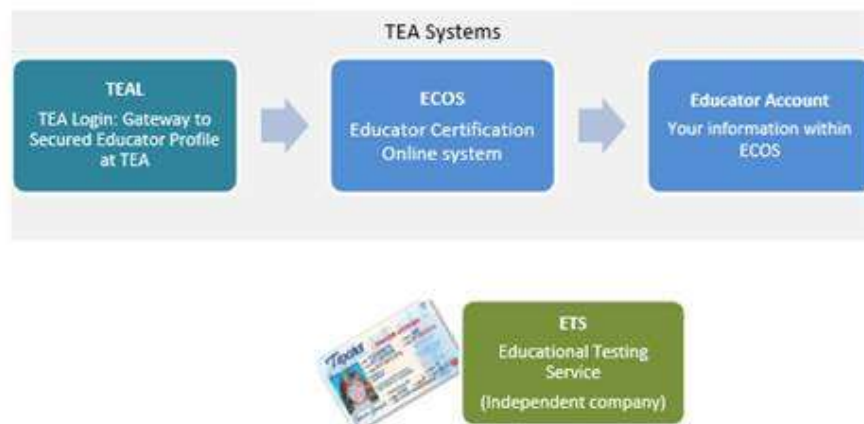 TEA Systems
TEAL
TEA Login: Gateway to
Secured Educator Profile
at TEA
ECOS
Educator Certification
Online system
Educator Account
Your information within
ECOS
Texas
ETS
Educational Testing
Service
(Independent company)